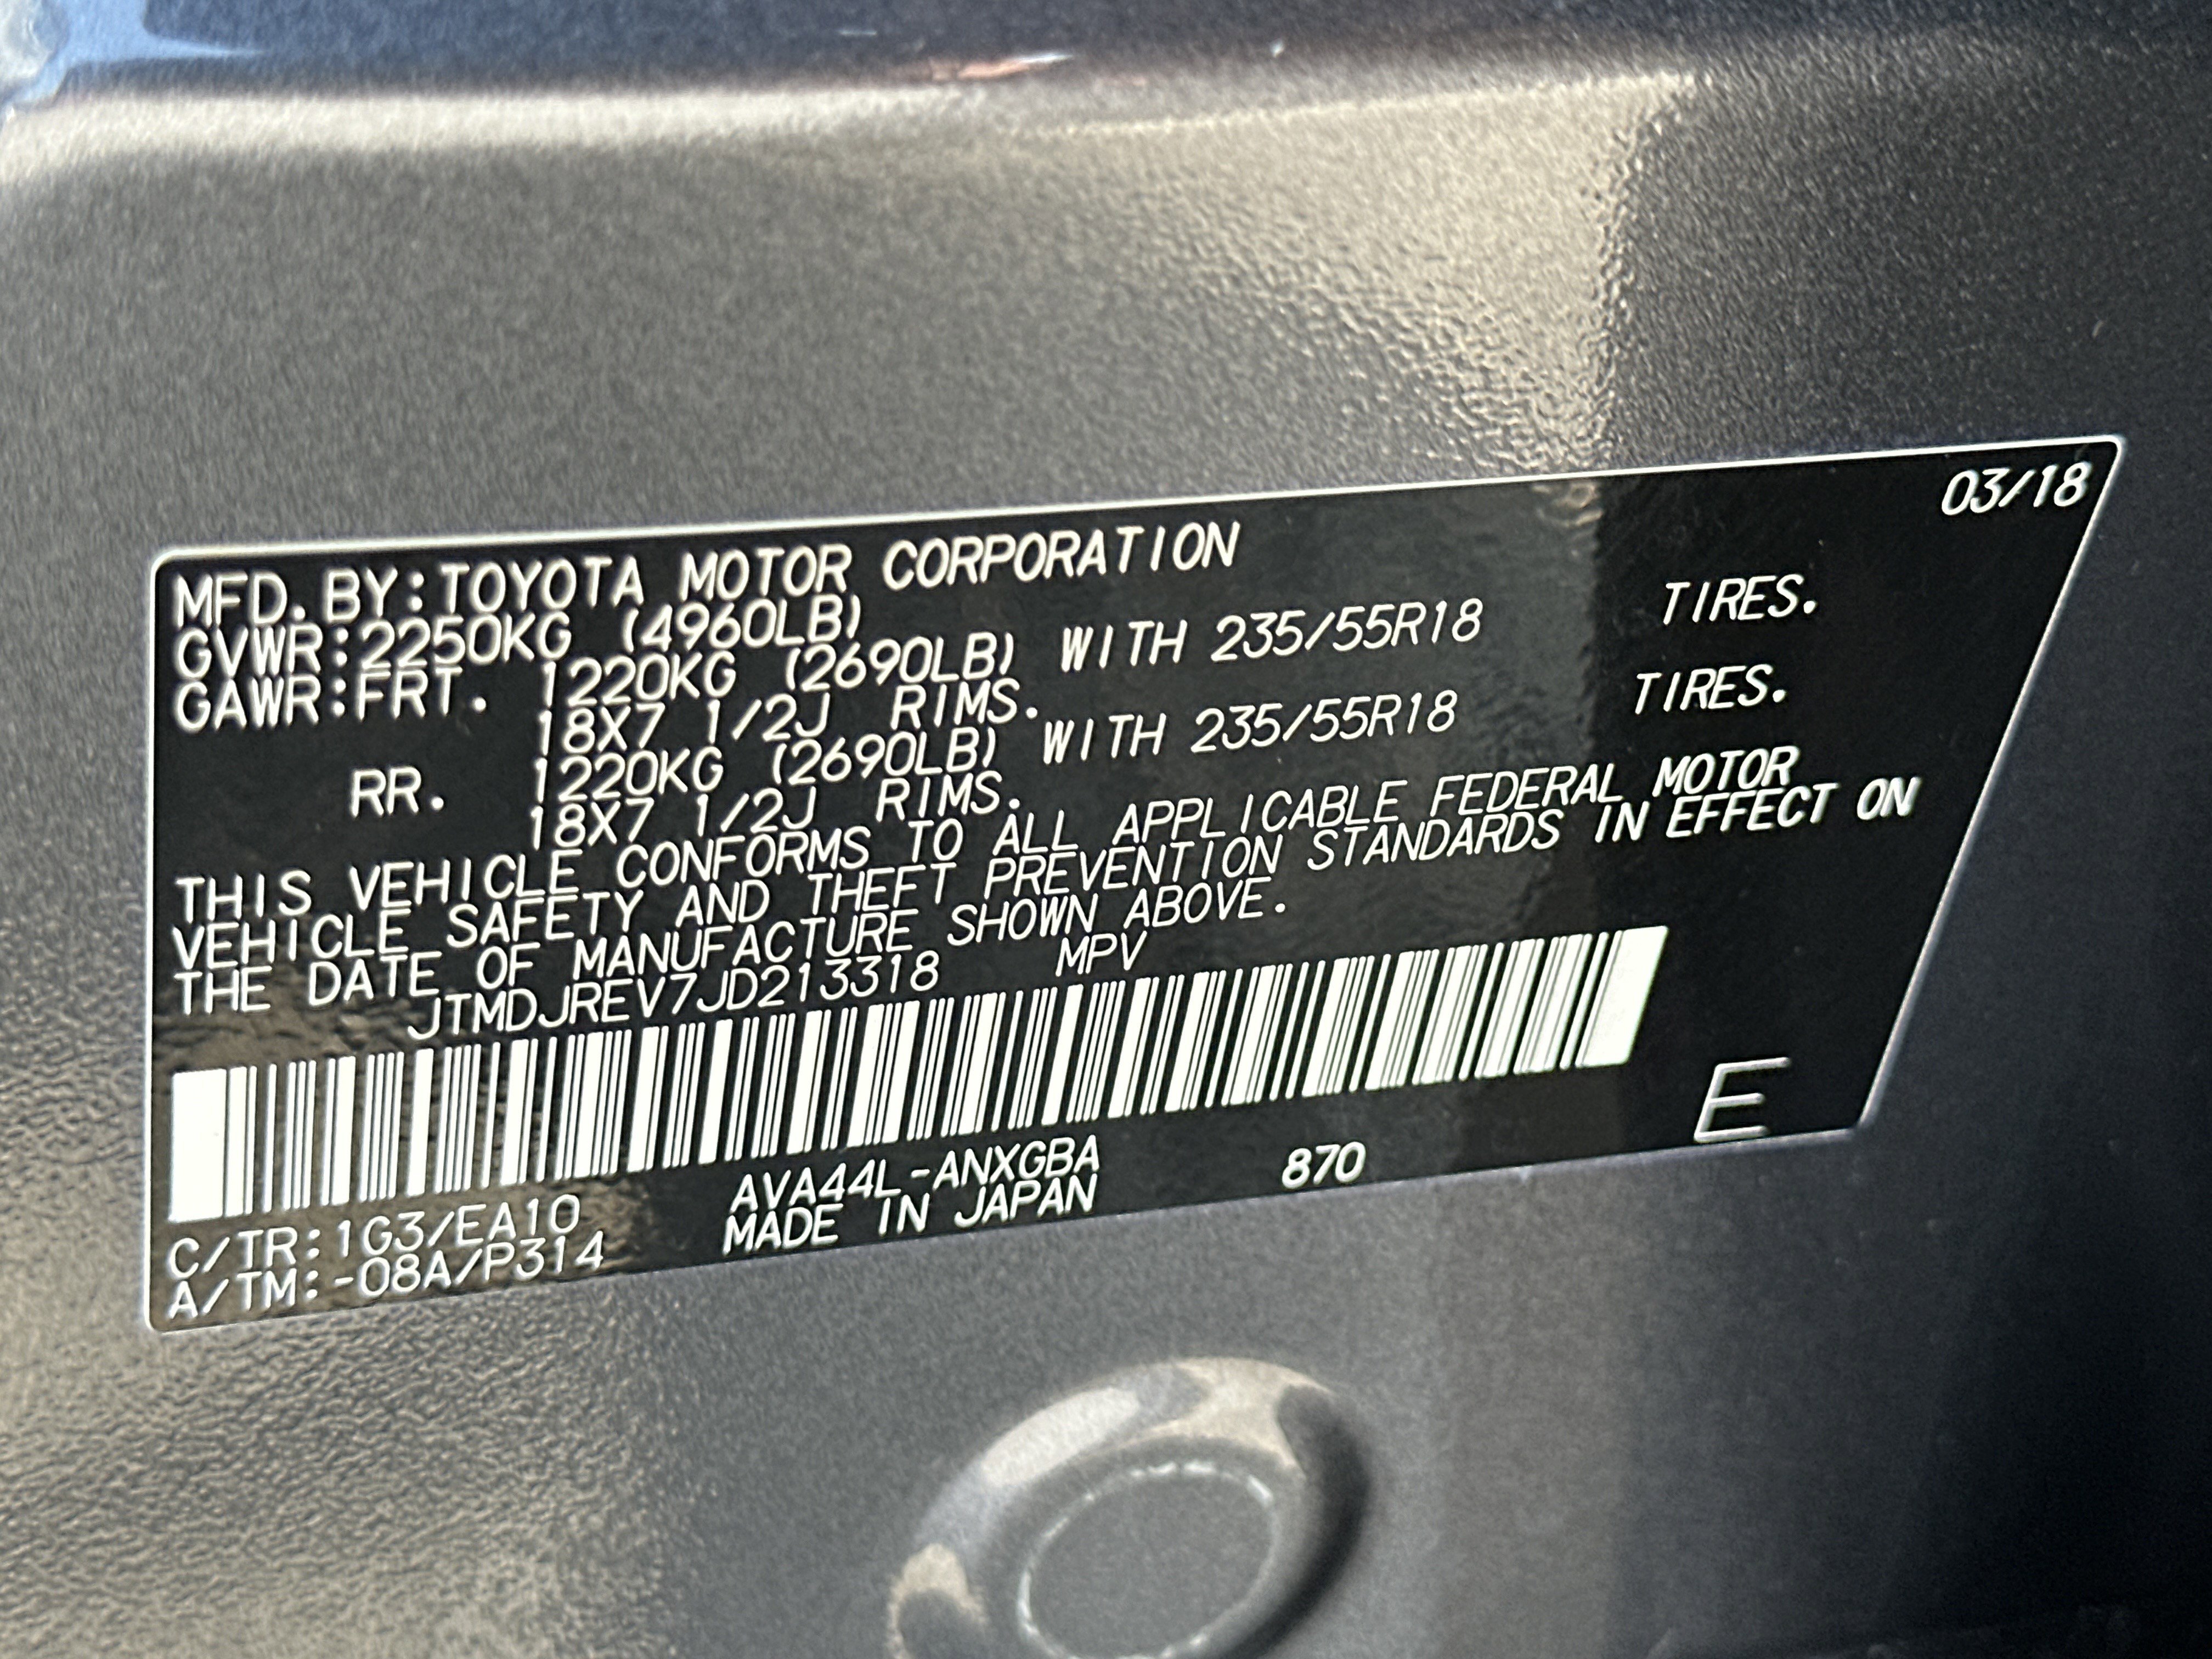 03/18
MFD. BY:TOYOTA MOTOR CORPORATION
GVWR:2250KG (4960LB)
GAWR:FRT. 1220KG (2690LB) WITH 235/55R18 TIRES.
18X7 1/2J RIMS.
RR. 1220KG (2690LB) WITH 235/55R18 TIRES.
18X7 1/2J RIMS.
THIS VEHICLE CONFORMS TO ALL APPLICABLE FEDERAL MOTOR
VEHICLE SAFETY AND THEFT PREVENTION STANDARDS IN EFFECT ON
THE DATE OF MANUFACTURE SHOWN ABOVE.
JTMDJREV7JD213318 MPV
E
C/TR:1G3/EA10 AVA44L-ANXGBA 870
A/TM:-08A/P314 MADE IN JAPAN